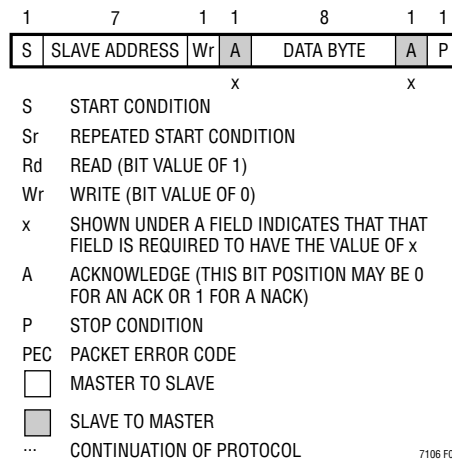 1 7 1 1 8 1 1
S SLAVE ADDRESS Wr A DATA BYTE A P
x x
S START CONDITION
Sr REPEATED START CONDITION
Rd READ (BIT VALUE OF 1)
Wr WRITE (BIT VALUE OF 0)
x SHOWN UNDER A FIELD INDICATES THAT THAT
FIELD IS REQUIRED TO HAVE THE VALUE OF x
A ACKNOWLEDGE (THIS BIT POSITION MAY BE 0
FOR AN ACK OR 1 FOR A NACK)
P STOP CONDITION
PEC PACKET ERROR CODE
MASTER TO SLAVE
SLAVE TO MASTER
... CONTINUATION OF PROTOCOL
7106